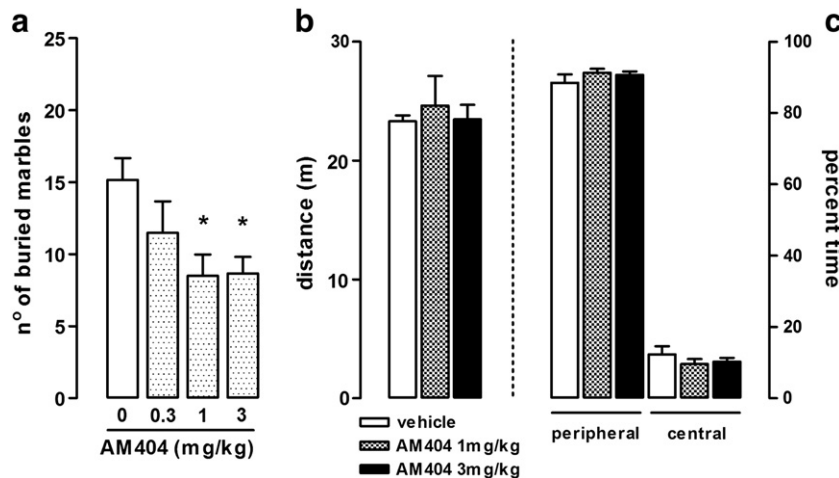 a
nº of buried marbles
25
20
15
10
5
0
* *
0 0.3 1 3
AM404 (mg/kg)
b
distance (m)
30
20
10
0
vehicle
AM404 1mg/kg
AM404 3mg/kg
peripheral central
c
percent time
100
80
60
40
20
0